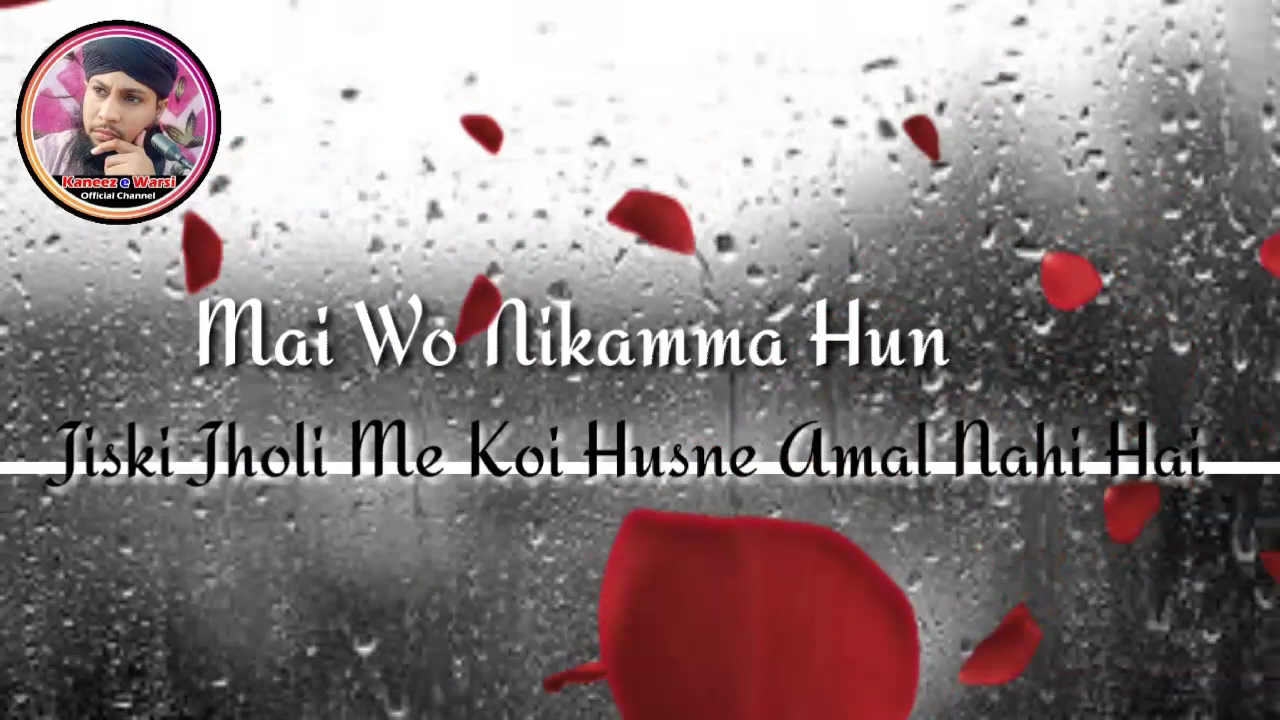 Kaneez e Warsi
Official Channel
Mai Wo Nikamma Hun
Jiski Jholi Me Koi Husne Amal Nahi Hai